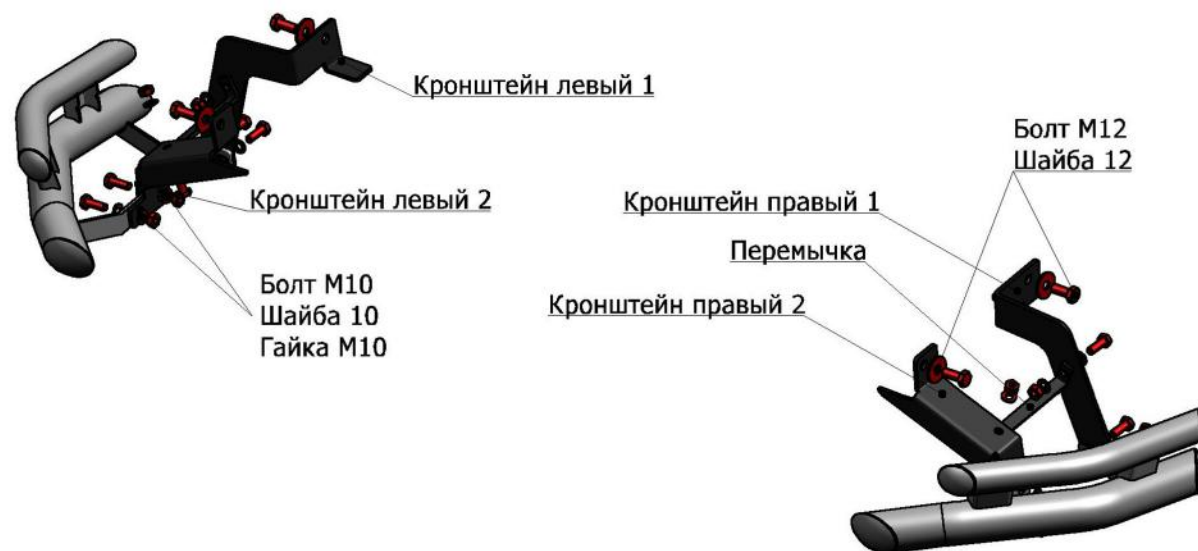 Кронштейн левый 1
Кронштейн левый 2
Болт М10
Шайба 10
Гайка М10
Болт М12
Шайба 12
Кронштейн правый 1
Перемычка
Кронштейн правый 2